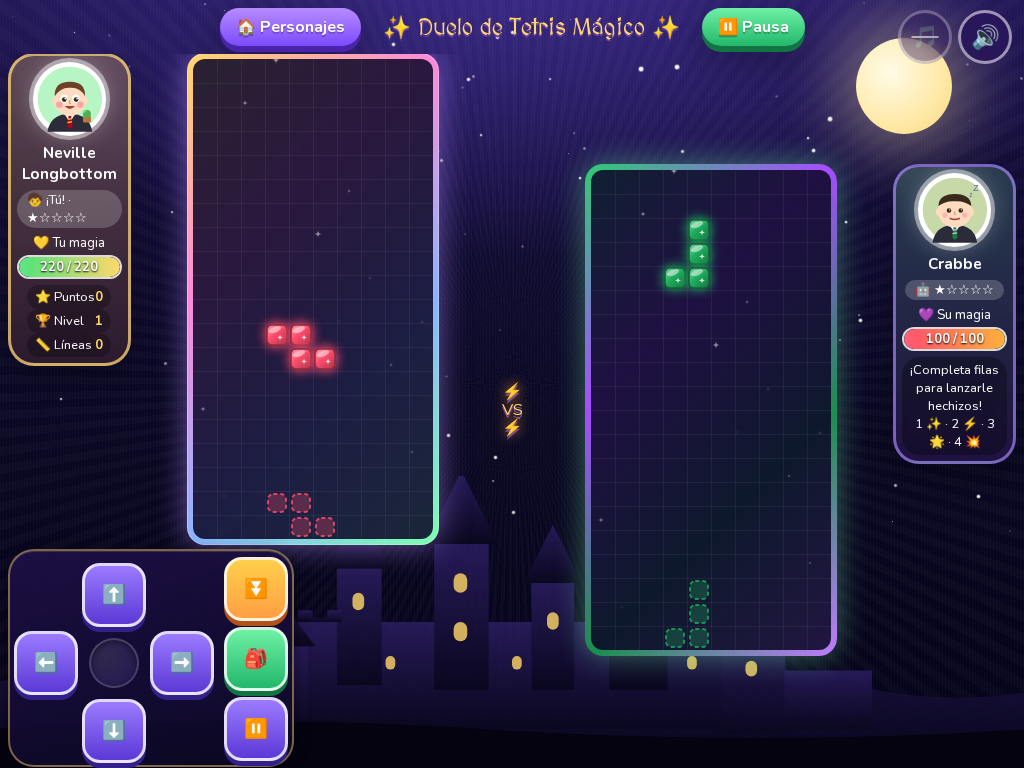 🏠 Personajes
✨ Duelo de Tetris Mágico ✨
⏸️ Pausa
Neville
Longbottom
🧒 ¡Tú! ·
★☆☆☆☆
💛 Tu magia
220 / 220
⭐ Puntos 0
🏆 Nivel 1
📏 Líneas 0
⚡
VS
⚡
z
z
Crabbe
🤖 ★☆☆☆☆
💜 Su magia
100 / 100
¡Completa filas
para lanzarle
hechizos!
1 ✨ · 2 ⚡ · 3
🌟 · 4 💥